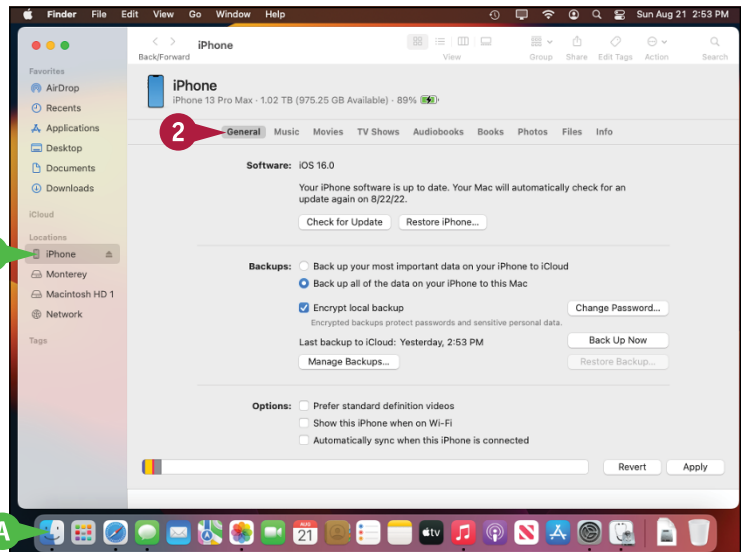 Finder File Edit View Go Window Help Sun Aug 21 2:53 PM
iPhone
Back/Forward View Group Share Edit Tags Action Search
Favorites
AirDrop
Recents
Applications
Desktop
Documents
Downloads
iCloud
Locations
iPhone
Monterey
Macintosh HD 1
Network
Tags
iPhone
iPhone 13 Pro Max · 1.02 TB (975.25 GB Available) · 89%
2
General Music Movies TV Shows Audiobooks Books Photos Files Info
Software: iOS 16.0
Your iPhone software is up to date. Your Mac will automatically check for an
update again on 8/22/22.
Check for Update Restore iPhone...
Backups: Back up your most important data on your iPhone to iCloud
Back up all of the data on your iPhone to this Mac
Encrypt local backup Change Password...
Encrypted backups protect passwords and sensitive personal data.
Last backup to iCloud: Yesterday, 2:53 PM Back Up Now
Manage Backups... Restore Backup...
Options: Prefer standard definition videos
Show this iPhone when on Wi-Fi
Automatically sync when this iPhone is connected
Revert Apply
A
AUG
21
tv